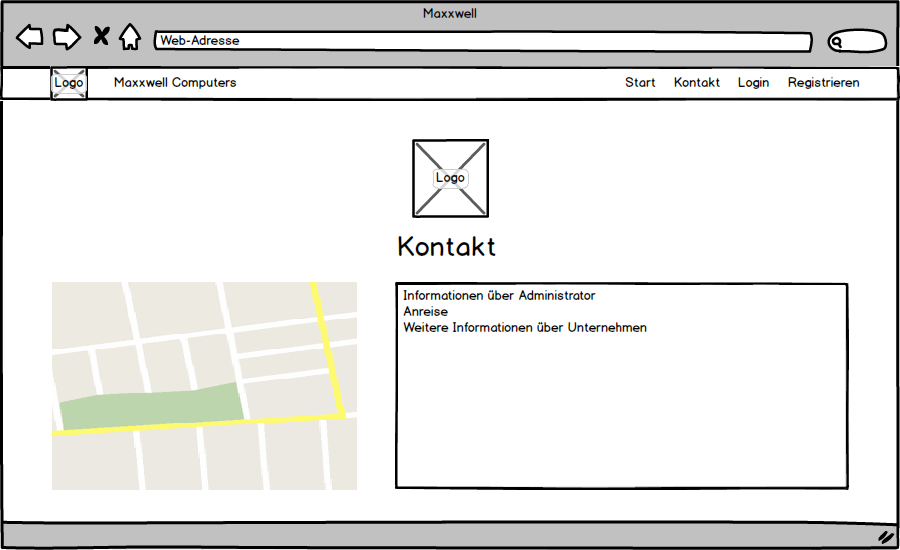 Maxxwell
Web-Adresse
Logo
Maxxwell Computers
Start
Kontakt
Login
Registrieren
Logo
Kontakt
Informationen über Administrator
Anreise
Weitere Informationen über Unternehmen